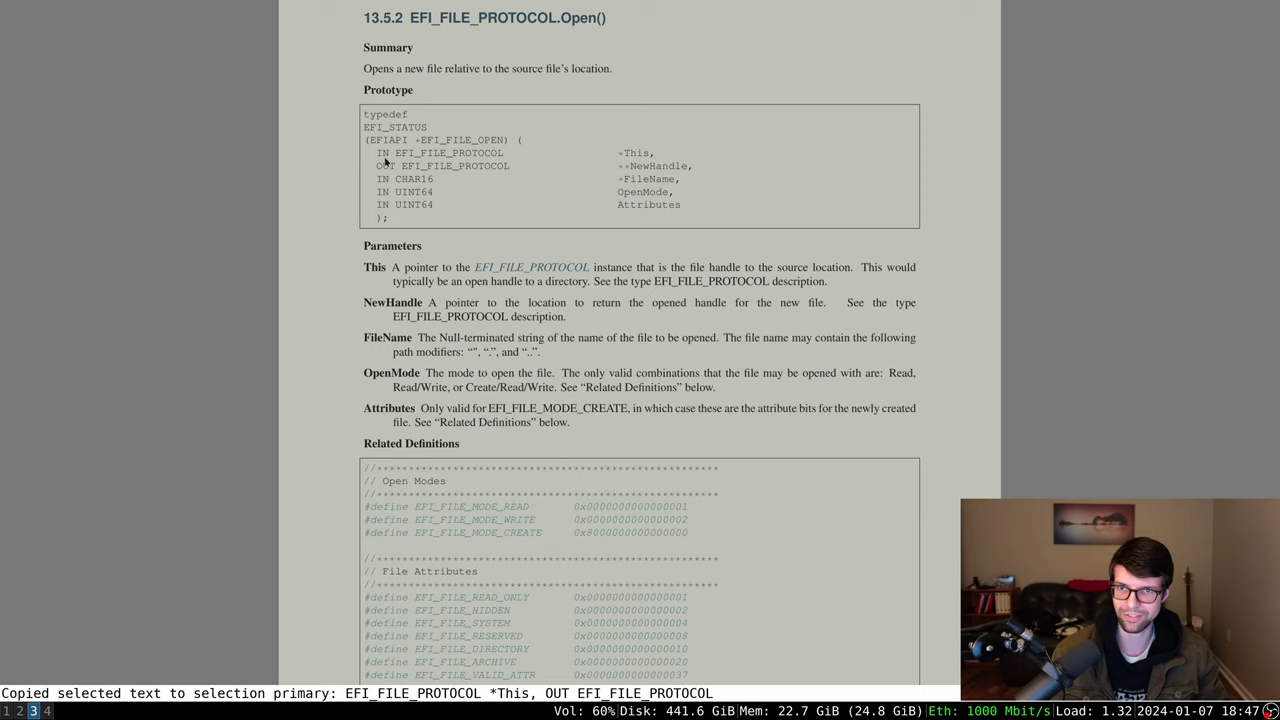 13.5.2 EFI_FILE_PROTOCOL.Open()
Summary
Opens a new file relative to the source file's location.
Prototype
typedef
EFI_STATUS
(EFIAPI *EFI_FILE_OPEN) (
IN EFI_FILE_PROTOCOL *This,
OUT EFI_FILE_PROTOCOL **NewHandle,
IN CHAR16 *FileName,
IN UINT64 OpenMode,
IN UINT64 Attributes
);
Parameters
This A pointer to the EFI_FILE_PROTOCOL instance that is the file handle to the source location. This would
typically be an open handle to a directory. See the type EFI_FILE_PROTOCOL description.
NewHandle A pointer to the location to return the opened handle for the new file. See the type
EFI_FILE_PROTOCOL description.
FileName The Null-terminated string of the name of the file to be opened. The file name may contain the following
path modifiers: “", “.”, and “..”.
OpenMode The mode to open the file. The only valid combinations that the file may be opened with are: Read,
Read/Write, or Create/Read/Write. See “Related Definitions” below.
Attributes Only valid for EFI_FILE_MODE_CREATE, in which case these are the attribute bits for the newly created
file. See “Related Definitions” below.
Related Definitions
//******************************************************
// Open Modes
//******************************************************
#define EFI_FILE_MODE_READ 0x0000000000000001
#define EFI_FILE_MODE_WRITE 0x0000000000000002
#define EFI_FILE_MODE_CREATE 0x8000000000000000
//******************************************************
// File Attributes
//******************************************************
#define EFI_FILE_READ_ONLY 0x0000000000000001
#define EFI_FILE_HIDDEN 0x0000000000000002
#define EFI_FILE_SYSTEM 0x0000000000000004
#define EFI_FILE_RESERVED 0x0000000000000008
#define EFI_FILE_DIRECTORY 0x0000000000000010
#define EFI_FILE_ARCHIVE 0x0000000000000020
#define EFI_FILE_VALID_ATTR 0x0000000000000037
Copied selected text to selection primary: EFI_FILE_PROTOCOL *This, OUT EFI_FILE_PROTOCOL
1 2 3 4 Vol: 60% Disk: 441.6 GiB Mem: 22.7 GiB (24.8 GiB) Eth: 1000 Mbit/s Load: 1.32 2024-01-07 18:47